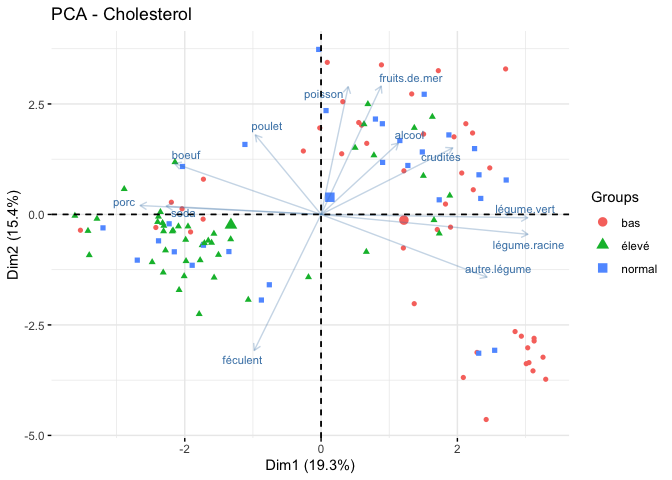 PCA - Cholesterol
Dim2 (15.4%)
2.5
0.0
-2.5
-5.0
fruits.de.mer
poisson
poulet
alcool
boeuf
crudités
porc
soda
légume.vert
légume.racine
autre.légume
féculent
-2
0
2
Dim1 (19.3%)
Groups
bas
élevé
normal